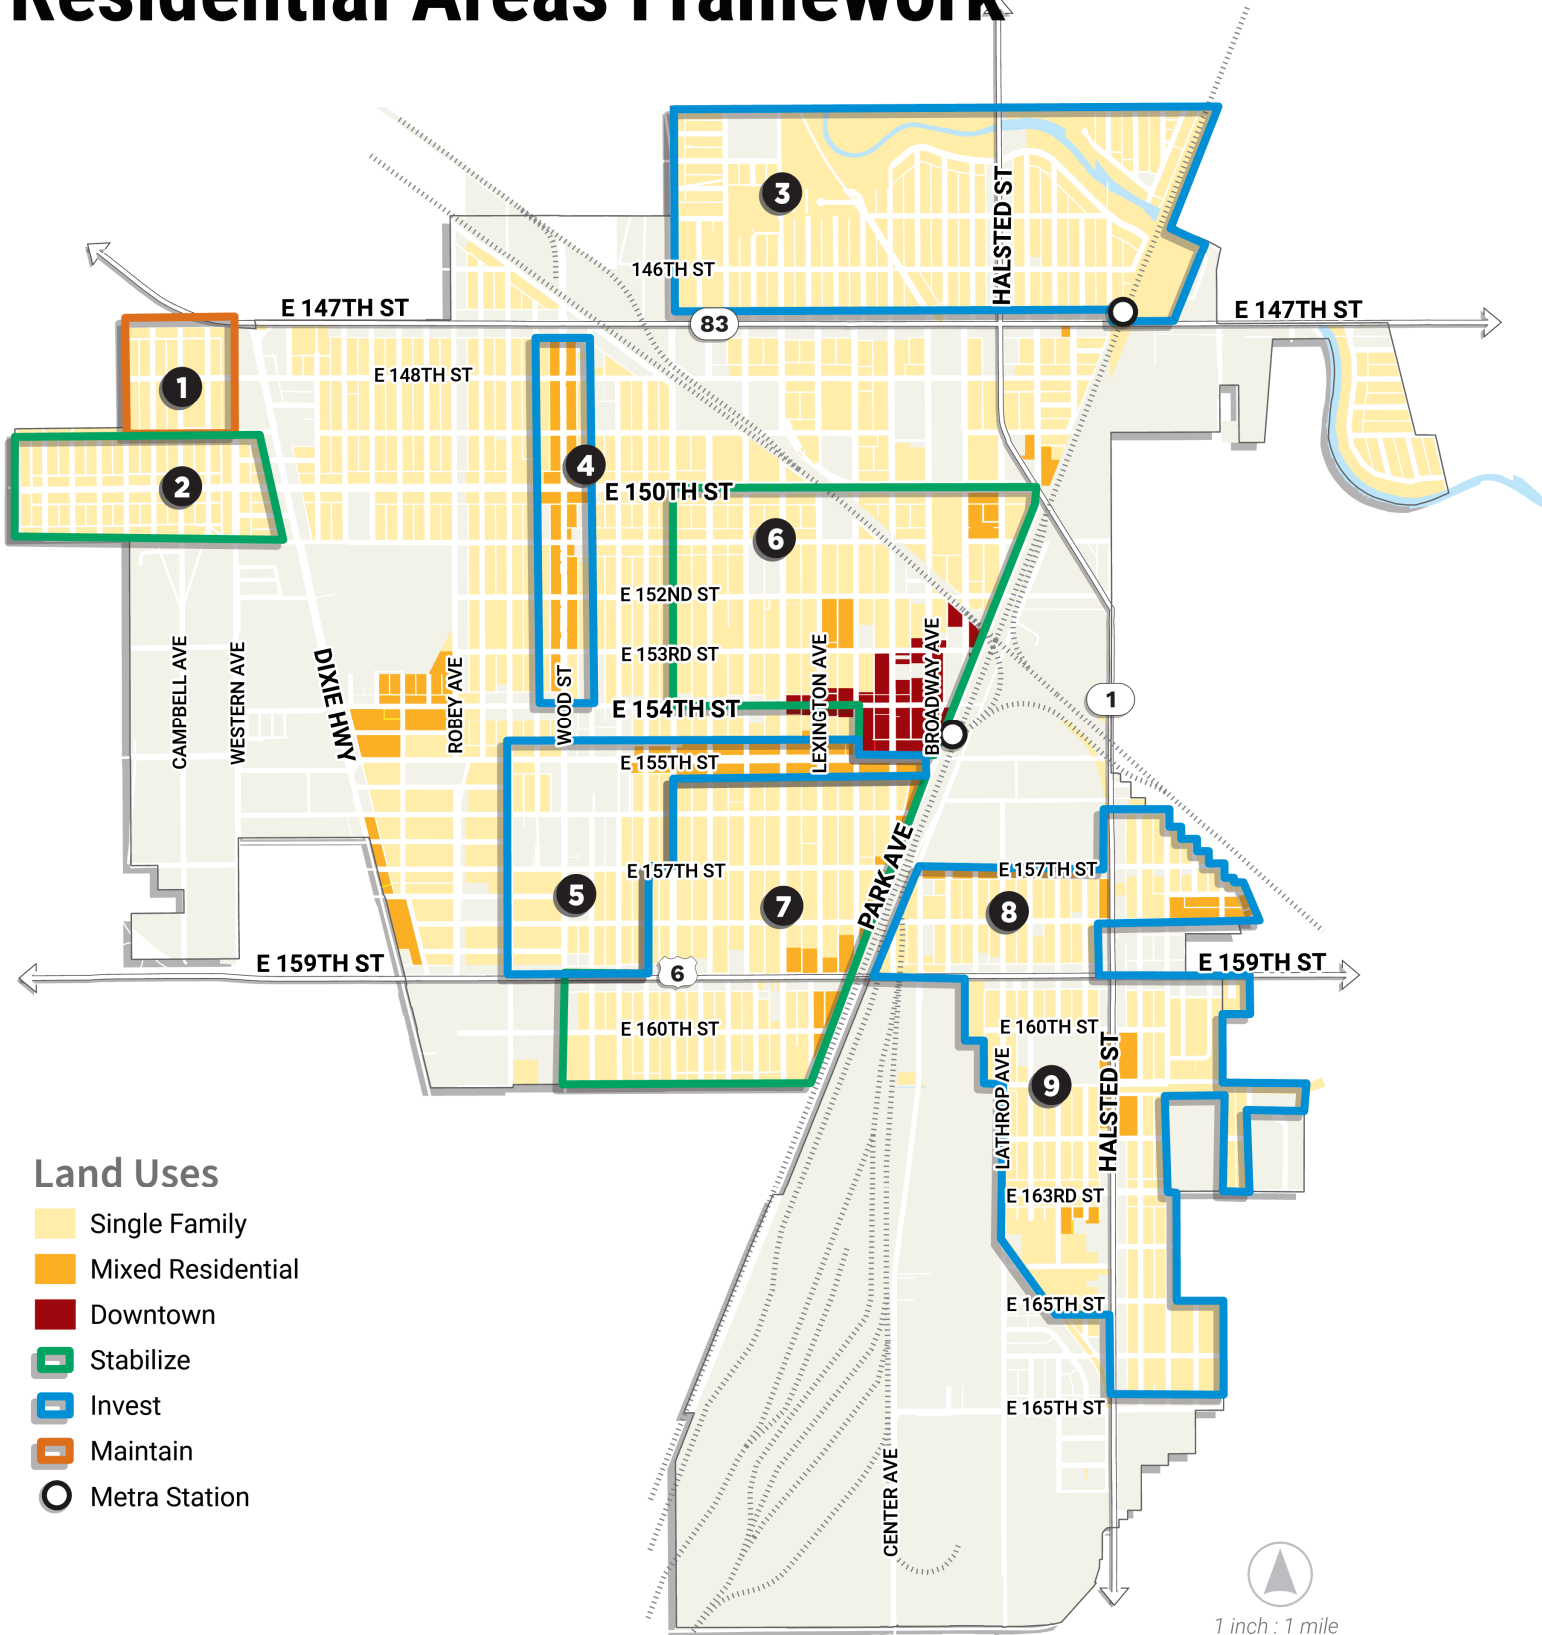 Residential Areas Framework
3
HALSTED ST
146TH ST
E 147TH ST
E 147TH ST
83
1
E 148TH ST
4
2
E 150TH ST
6
E 152ND ST
E 153RD ST
CAMPBELL AVE
WESTERN AVE
DIXIE HWY
ROBEY AVE
WOOD ST
LEXINGTON AVE
BROADWAY AVE
E 154TH ST
1
E 155TH ST
E 157TH ST
PARK AVE
E 157TH ST
5
7
8
E 159TH ST
6
E 159TH ST
E 160TH ST
E 160TH ST
LATHROP AVE
9
HALSTED ST
E 163RD ST
E 165TH ST
E 165TH ST
CENTER AVE
Land Uses
Single Family
Mixed Residential
Downtown
Stabilize
Invest
Maintain
Metra Station
1 inch : 1 mile